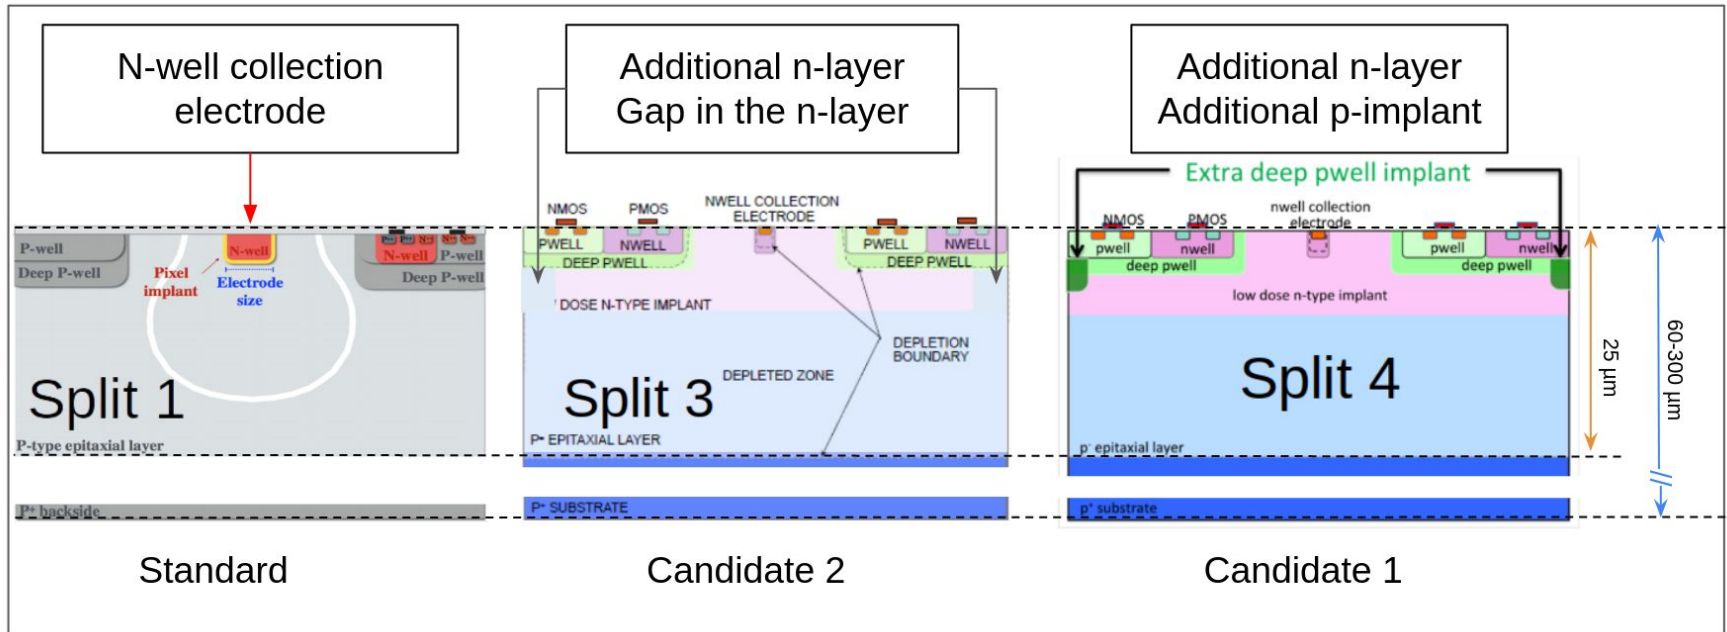 N-well collection
electrode
Additional n-layer
Gap in the n-layer
Additional n-layer
Additional p-implant
P-well
Deep P-well
N-well
Pixel
implant
Electrode
size
N-well
P-well
Deep P-well
Split 1
P-type epitaxial layer
P+ backside
NMOS
PMOS
NWELL COLLECTION
ELECTRODE
PWELL
NWELL
DEEP PWELL
PWELL
NWELL
DEEP PWELL
DOSE N-TYPE IMPLANT
DEPLETION
BOUNDARY
DEPLETED ZONE
Split 3
P+ EPITAXIAL LAYER
P+ SUBSTRATE
Extra deep pwell implant
NMOS
PMOS
nwell collection
electrode
pwell
nwell
deep pwell
pwell
nwell
deep pwell
low dose n-type implant
Split 4
p- epitaxial layer
p+ substrate
25 µm
60-300 µm
Standard
Candidate 2
Candidate 1